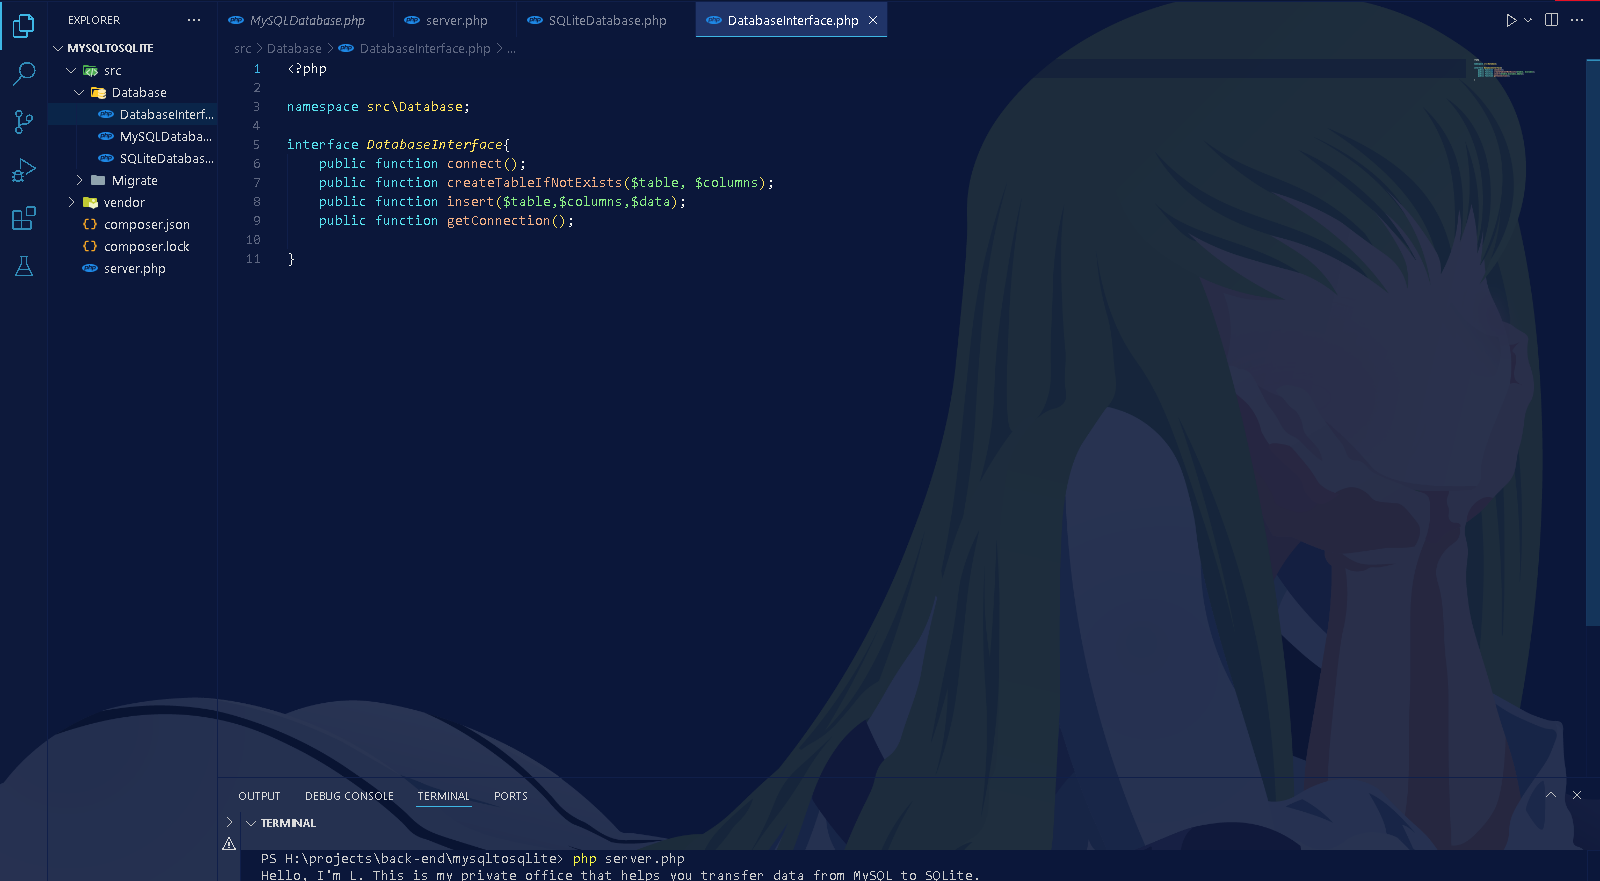 EXPLORER
MYSQLTOSQLITE
src
Database
DatabaseInterf...
MySQLDataba...
SQLiteDatabas...
Migrate
vendor
composer.json
composer.lock
server.php
MySQLDatabase.php
server.php
SQLiteDatabase.php
DatabaseInterface.php
src > Database > DatabaseInterface.php > ...
1 <?php
2
3 namespace src\Database;
4
5 interface DatabaseInterface{
6 public function connect();
7 public function createTableIfNotExists($table, $columns);
8 public function insert($table,$columns,$data);
9 public function getConnection();
10
11 }
OUTPUT DEBUG CONSOLE TERMINAL PORTS
TERMINAL
PS H:\projects\back-end\mysqltosqlite> php server.php
Hello, I'm L. This is my private office that helps you transfer data from MySQL to SQLite.